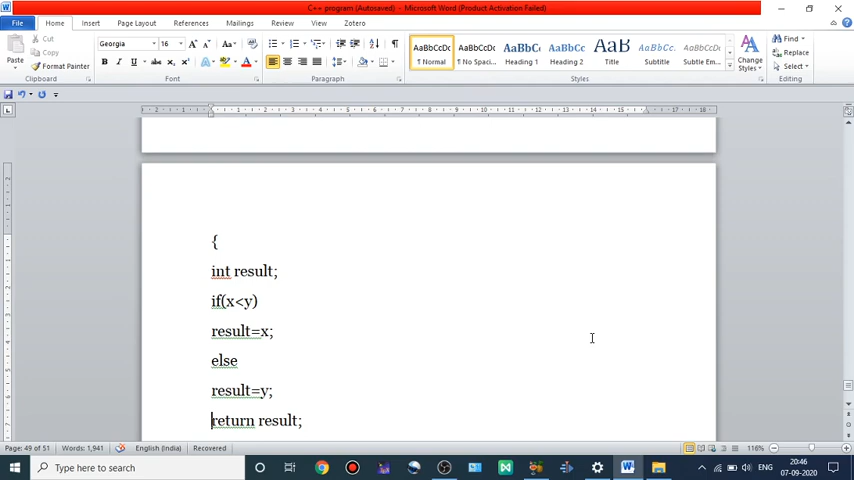 C++ program (Autosaved) - Microsoft Word (Product Activation Failed)
File Home Insert Page Layout References Mailings Review View Zotero
Cut
Copy
Format Painter
Paste
Georgia 16
AaBbCcDc AaBbCcDc AaBbCc AaBbCc AaBb AaBbCc. AaBbCcDc
¶ Normal ¶ No Spaci... Heading 1 Heading 2 Title Subtitle Subtle Em...
Change Styles
Find
Replace
Select
Clipboard Font Paragraph Styles Editing
{
int result;
if(x<y)
result=x;
else
result=y;
return result;
Page: 49 of 51 Words: 1,941 English (India) Recovered 116%
Type here to search
ENG 20:46
07-09-2020